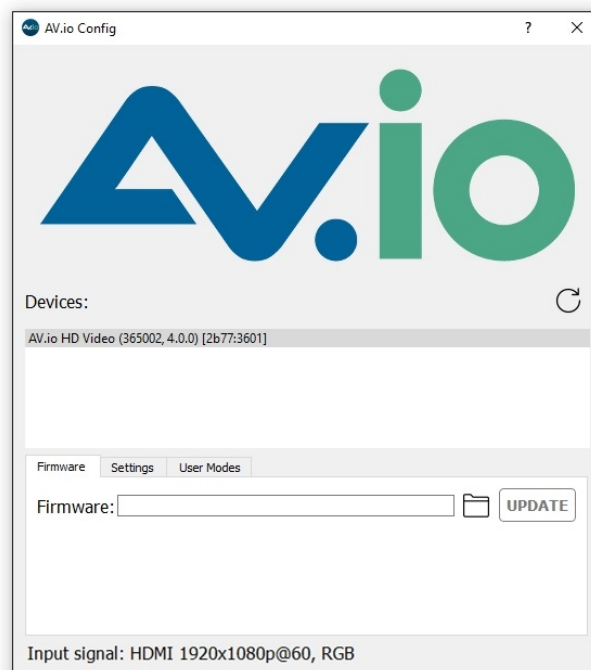 AV.io Config
AV.io
Devices:
AV.io HD Video (365002, 4.0.0) [2b77:3601]
Firmware Settings User Modes
Firmware: UPDATE
Input signal: HDMI 1920x1080p@60, RGB